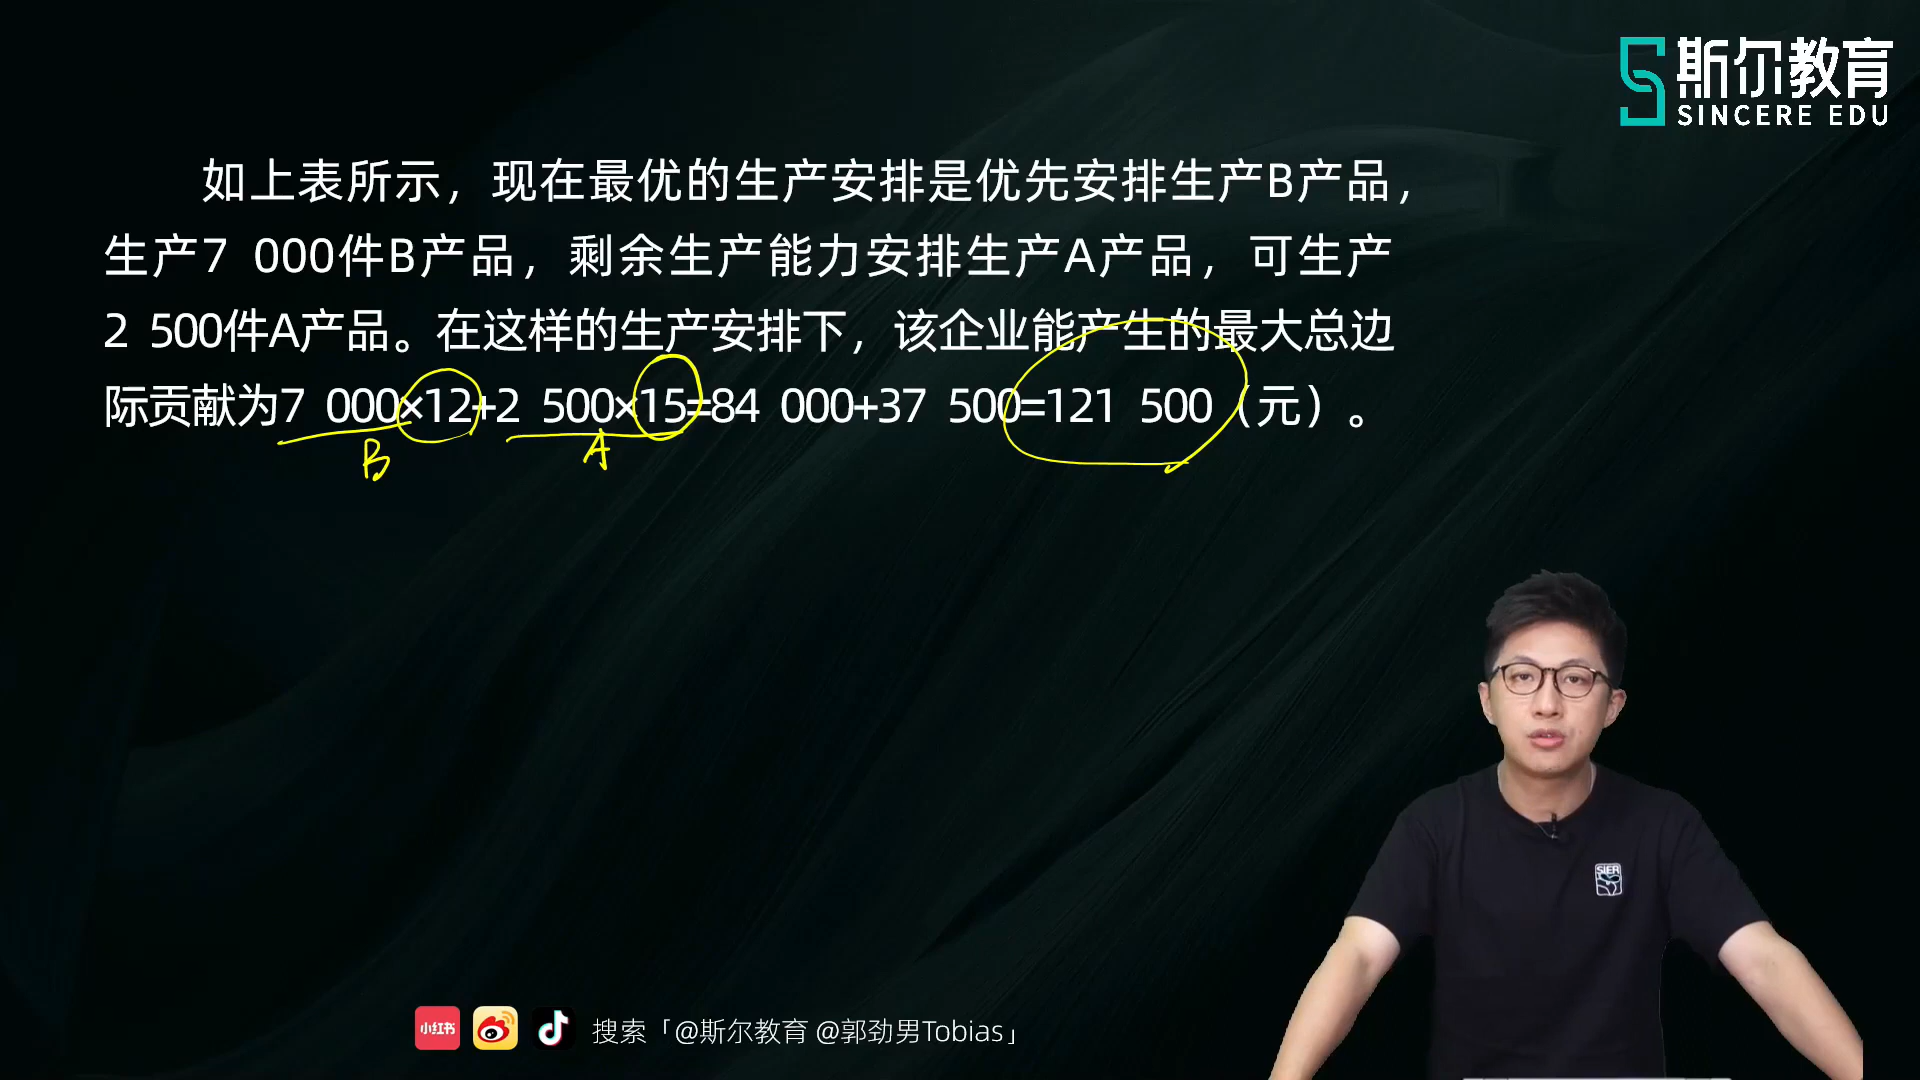 斯尔教育
SINCERE EDU
如上表所示，现在最优的生产安排是优先安排生产B产品，
生产7 000件B产品，剩余生产能力安排生产A产品，可生产
2 500件A产品。在这样的生产安排下，该企业能产生的最大总边
际贡献为7 000×12+2 500×15=84 000+37 500=121 500（元）。
B A
SIER
小红书 搜索「@斯尔教育 @郭劲男Tobias」